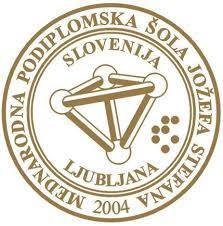 MEDNARODNA PODIPLOMSKA ŠOLA JOŽEFA STEFANA
SLOVENIJA
LJUBLJANA
2004